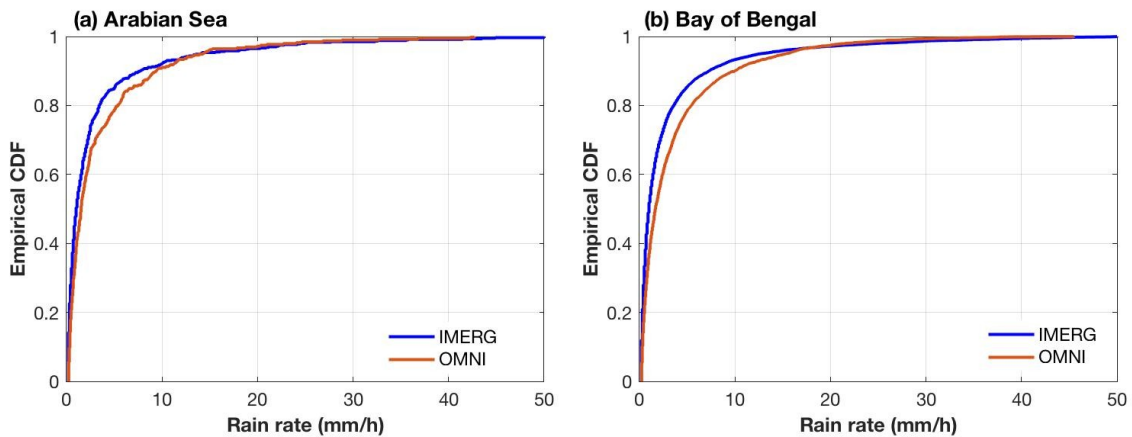 (a) Arabian Sea
1
0.8
0.6
0.4
0.2
0
Empirical CDF
IMERG
OMNI
0 10 20 30 40 50
Rain rate (mm/h)
(b) Bay of Bengal
1
0.8
0.6
0.4
0.2
0
Empirical CDF
IMERG
OMNI
0 10 20 30 40 50
Rain rate (mm/h)